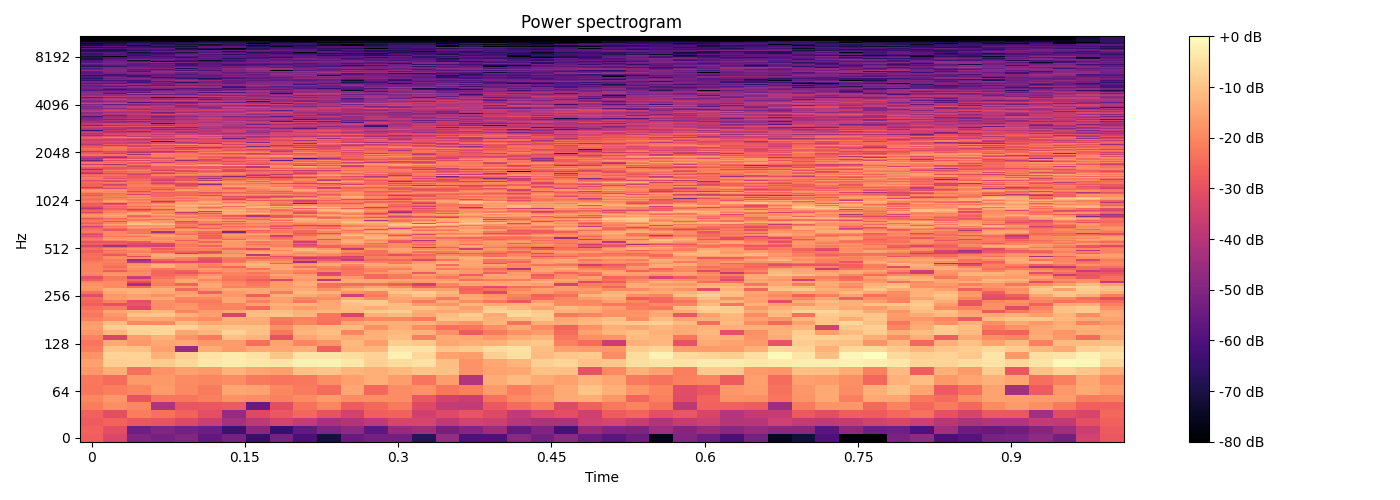 Power spectrogram
Hz
8192
4096
2048
1024
512
256
128
64
0
0 0.15 0.3 0.45 0.6 0.75 0.9
Time
+0 dB
-10 dB
-20 dB
-30 dB
-40 dB
-50 dB
-60 dB
-70 dB
-80 dB